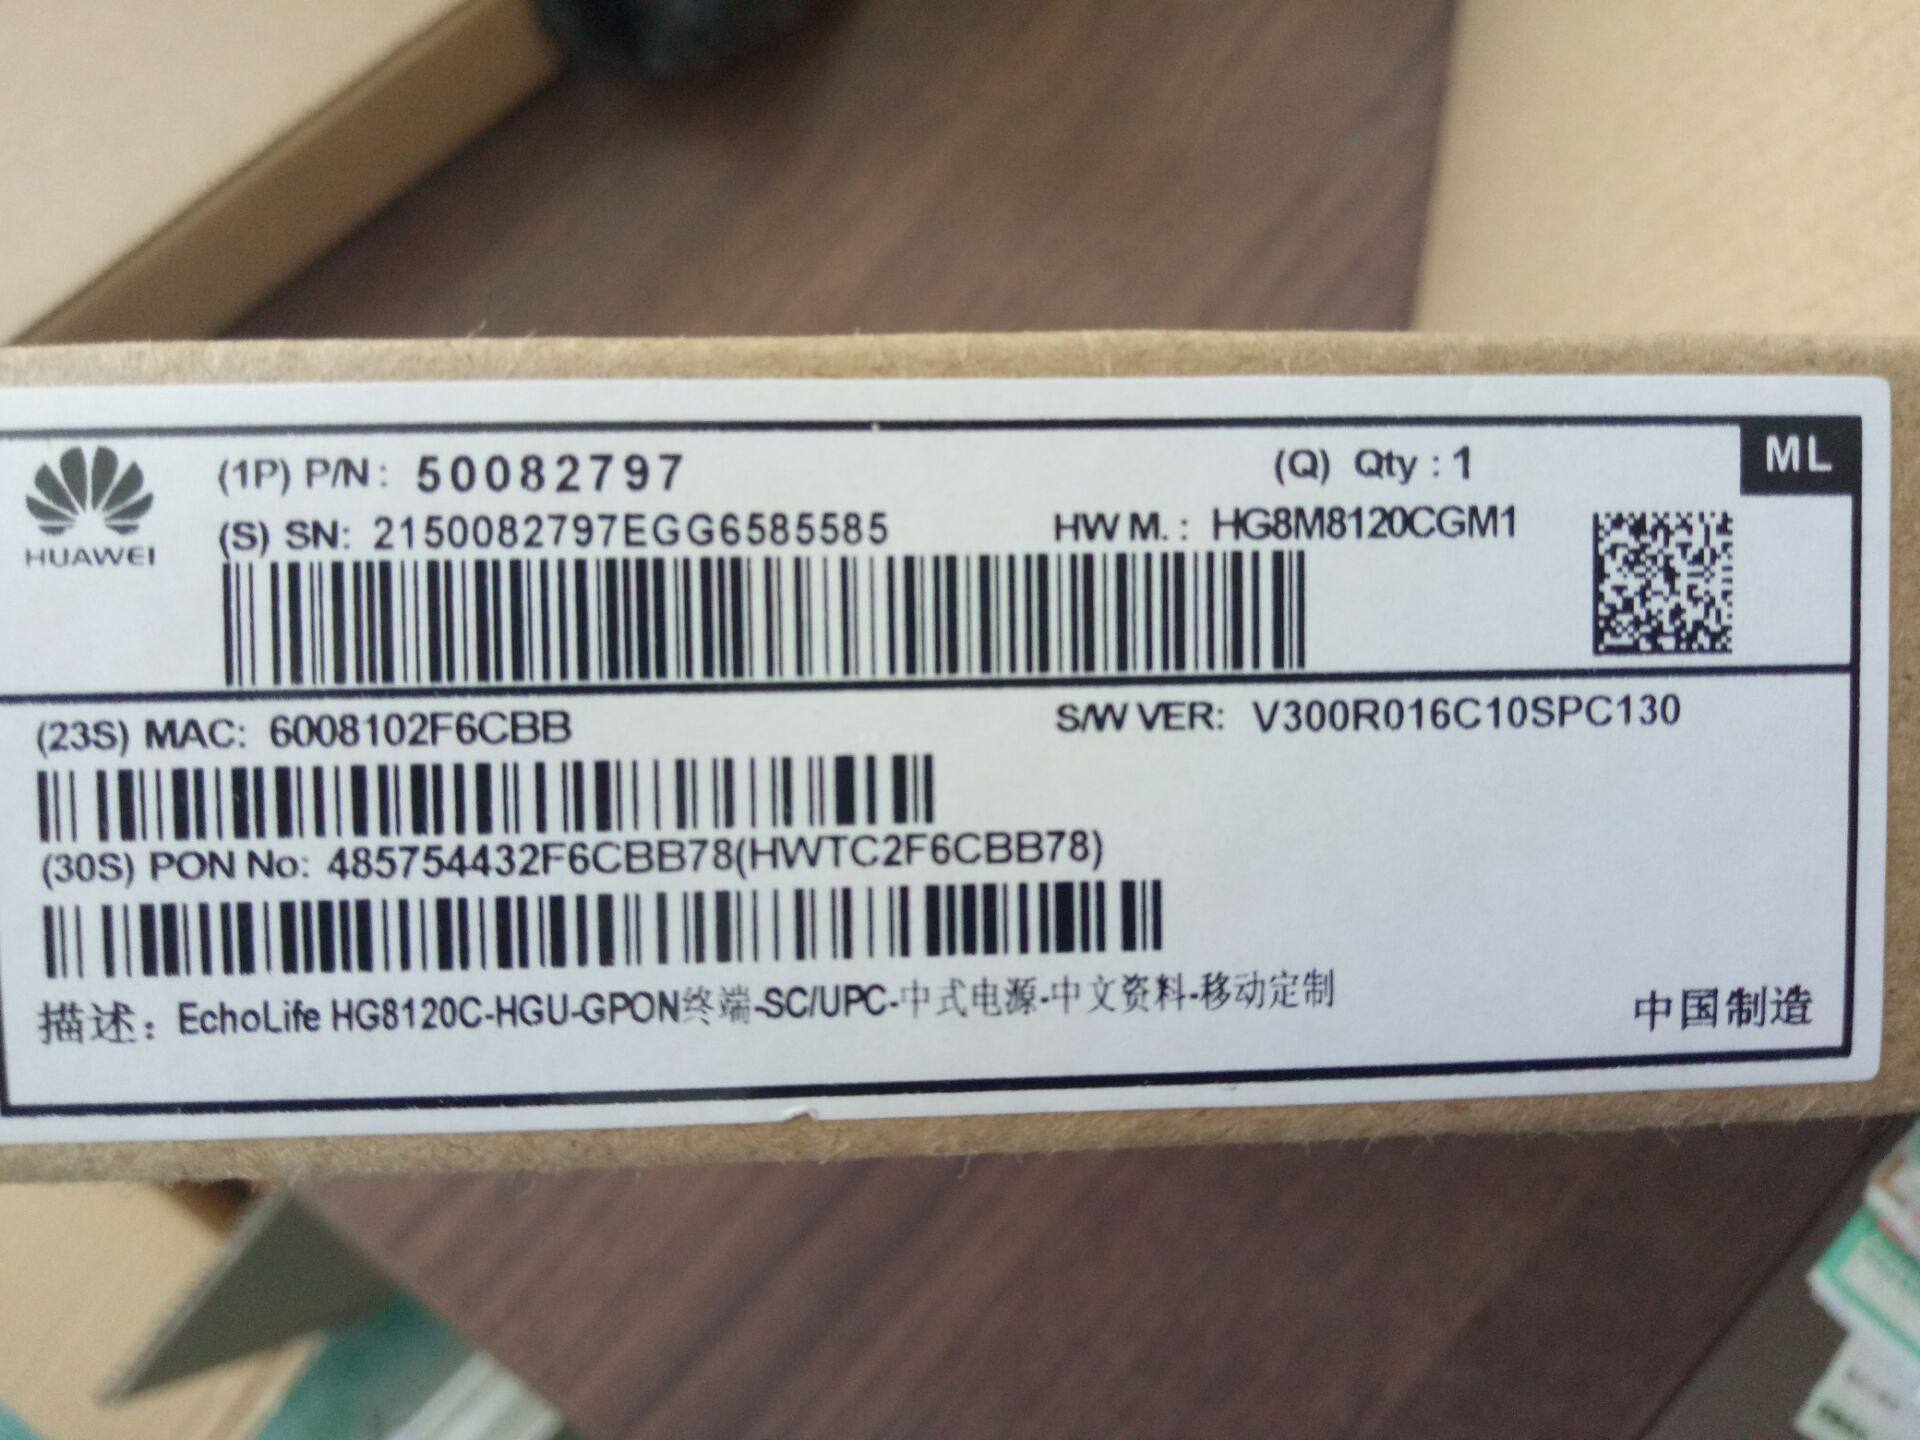 ML
(1P) P/N: 50082797 (Q) Qty : 1
(S) SN: 2150082797EGG6585585 HW M. : HG8M8120CGM1
HUAWEI
(23S) MAC: 6008102F6CBB S/W VER: V300R016C10SPC130
(30S) PON No: 485754432F6CBB78(HWTC2F6CBB78)
描述：EchoLife HG8120C-HGU-GPON终端-SC/UPC-中式电源-中文资料-移动定制
中国制造